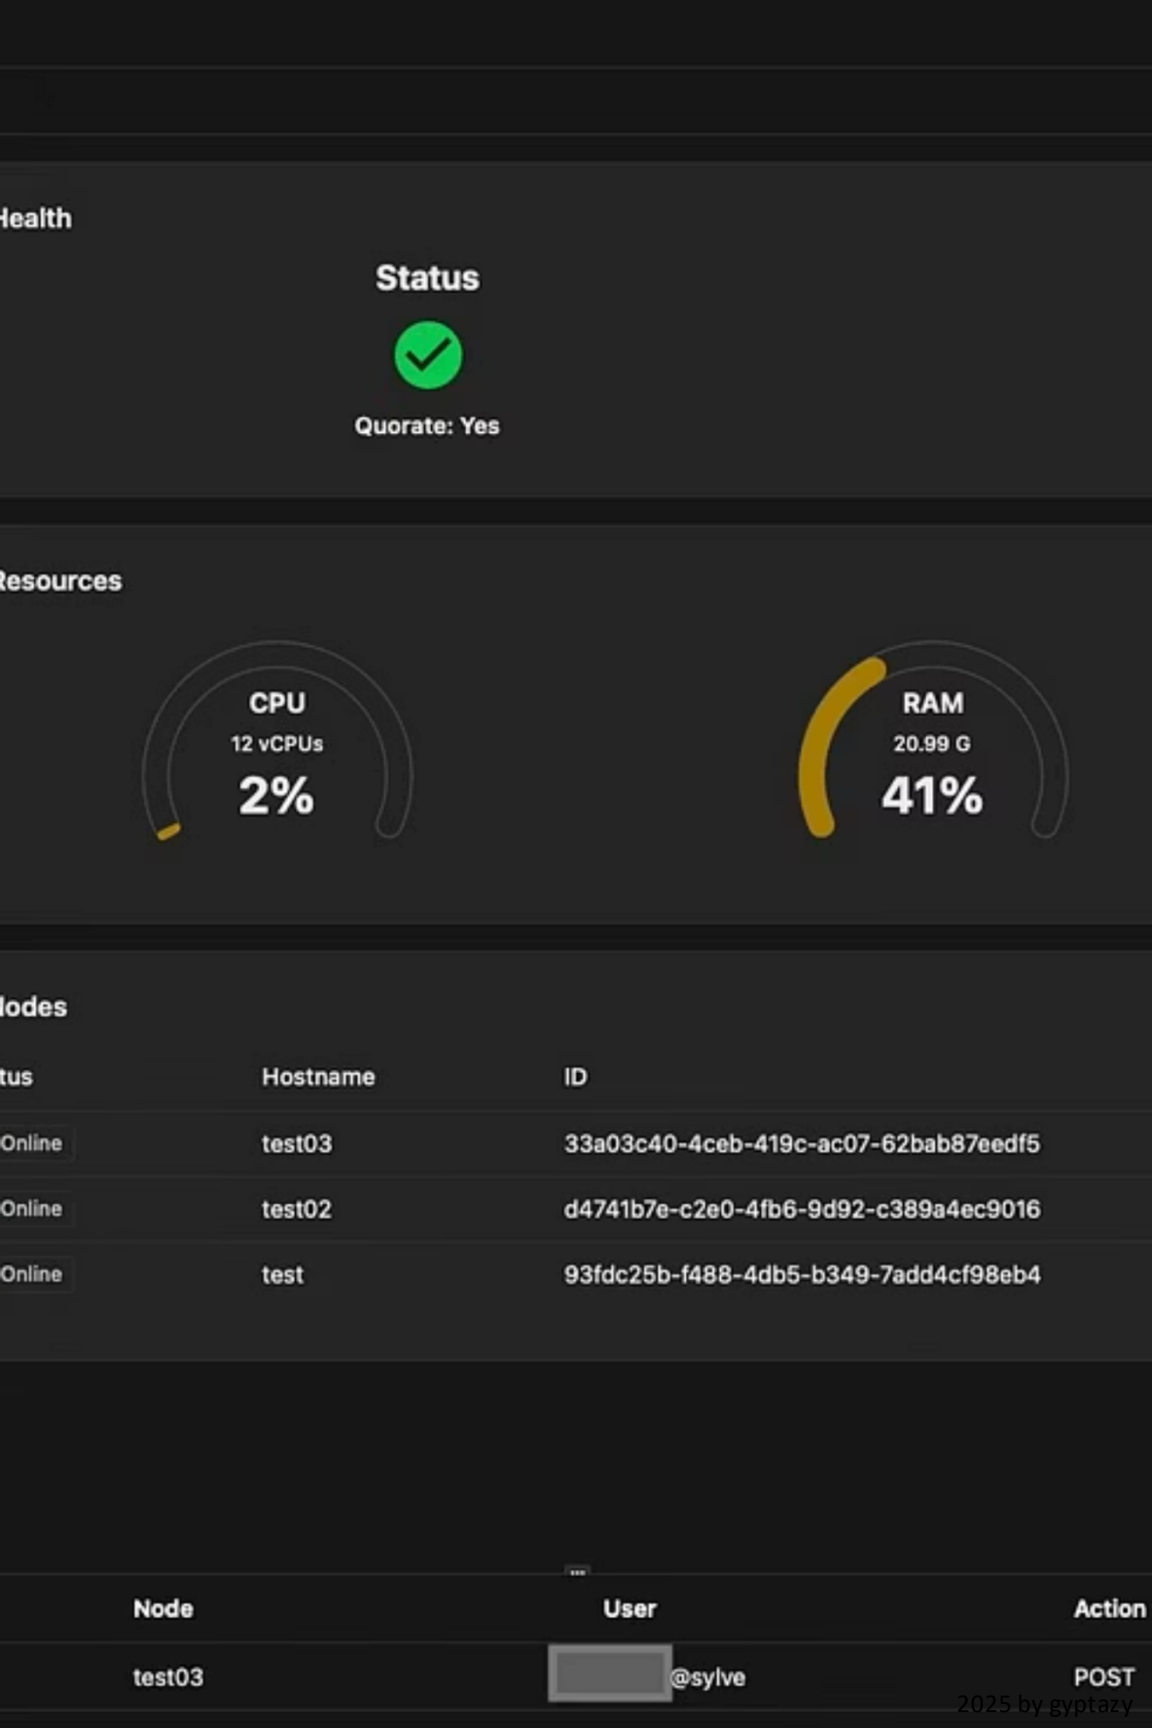 Health
Status
Quorate: Yes
Resources
CPU
12 vCPUs
2%
RAM
20.99 G
41%
Nodes
tus
Hostname
ID
Online
test03
33a03c40-4ceb-419c-ac07-62bab87eedf5
Online
test02
d4741b7e-c2e0-4fb6-9d92-c389a4ec9016
Online
test
93fdc25b-f488-4db5-b349-7add4cf98eb4
Node
User
Action
test03
@sylve
POST
2025 by gyptazy